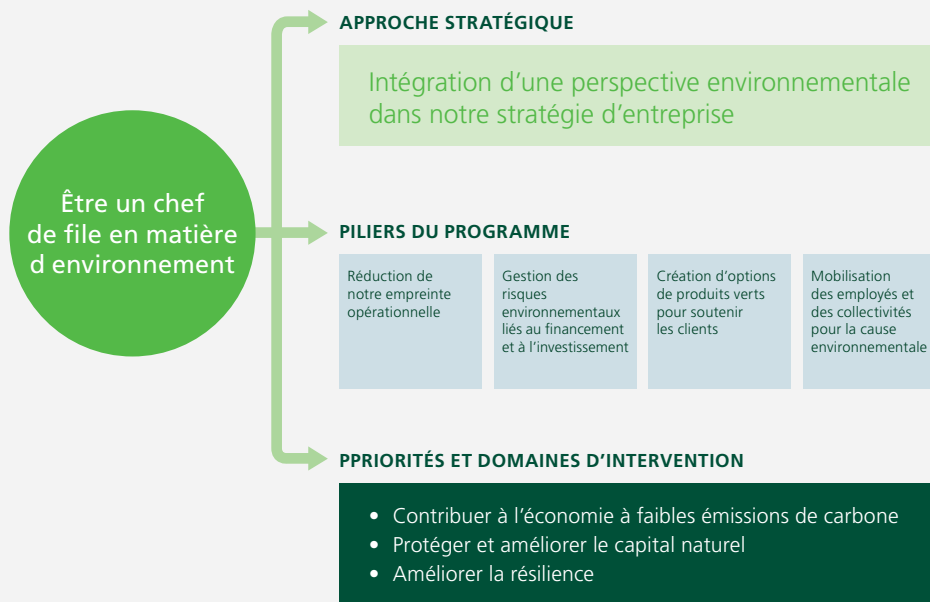 APPROCHE STRATÉGIQUE
Intégration d’une perspective environnementale
dans notre stratégie d’entreprise
Être un chef
de file en matière
d environnement
PILIERS DU PROGRAMME
Réduction de
notre empreinte
opérationnelle
Gestion des
risques
environnementaux
liés au financement
et à l’investissement
Création d’options
de produits verts
pour soutenir
les clients
Mobilisation
des employés et
des collectivités
pour la cause
environnementale
PPRIORITÉS ET DOMAINES D’INTERVENTION
• Contribuer à l’économie à faibles émissions de carbone
• Protéger et améliorer le capital naturel
• Améliorer la résilience